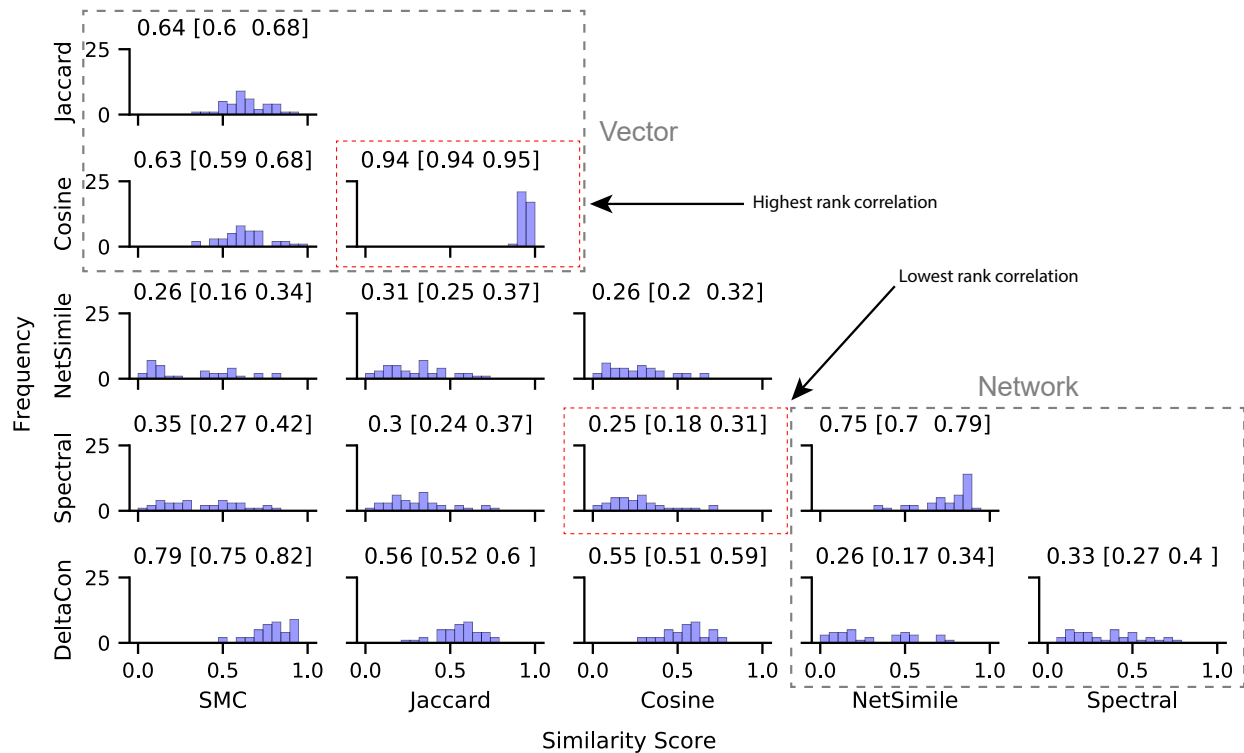 0.64 [0.6  0.68]
25
0
Jaccard
Vector
0.63 [0.59 0.68]
0.94 [0.94 0.95]
25
0
Cosine
Highest rank correlation
Lowest rank correlation
0.26 [0.16 0.34]
0.31 [0.25 0.37]
0.26 [0.2  0.32]
25
0
NetSimile
Frequency
Network
0.35 [0.27 0.42]
0.3 [0.24 0.37]
0.25 [0.18 0.31]
0.75 [0.7  0.79]
25
0
Spectral
0.79 [0.75 0.82]
0.56 [0.52 0.6 ]
0.55 [0.51 0.59]
0.26 [0.17 0.34]
0.33 [0.27 0.4 ]
25
0
DeltaCon
0.0 0.5 1.0
0.0 0.5 1.0
0.0 0.5 1.0
0.0 0.5 1.0
0.0 0.5 1.0
SMC
Jaccard
Cosine
NetSimile
Spectral
Similarity Score